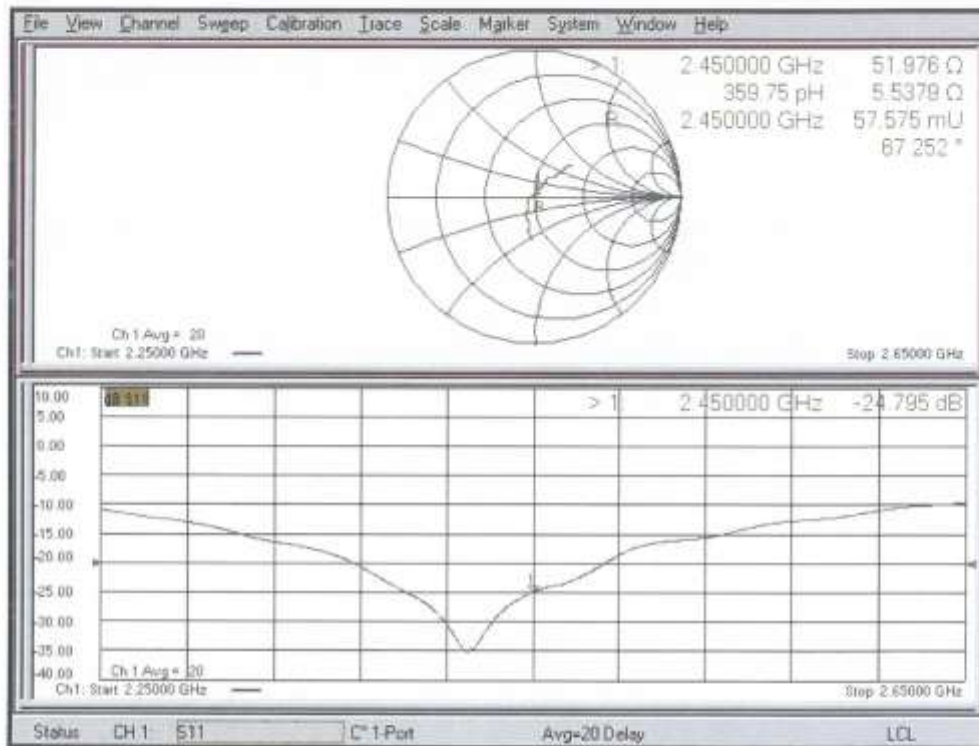 File View Channel Sweep Calibration Trace Scale Marker System Window Help
> 1 2.450000 GHz 51.976 Ω
359.75 pH 5.5379 Ω
R 2.450000 GHz 57.575 mU
67.252 °
Ch 1 Avg = 20
Ch1: Start 2.25000 GHz
Stop 2.65000 GHz
10.00 dB S11
> 1 2.450000 GHz -24.795 dB
5.00
0.00
-5.00
-10.00
-15.00
-20.00
-25.00
-30.00
-35.00
-40.00
1
Ch 1 Avg = 20
Ch1: Start 2.25000 GHz
Stop 2.65000 GHz
Status CH 1: S11 C* 1-Port Avg=20 Delay LCL